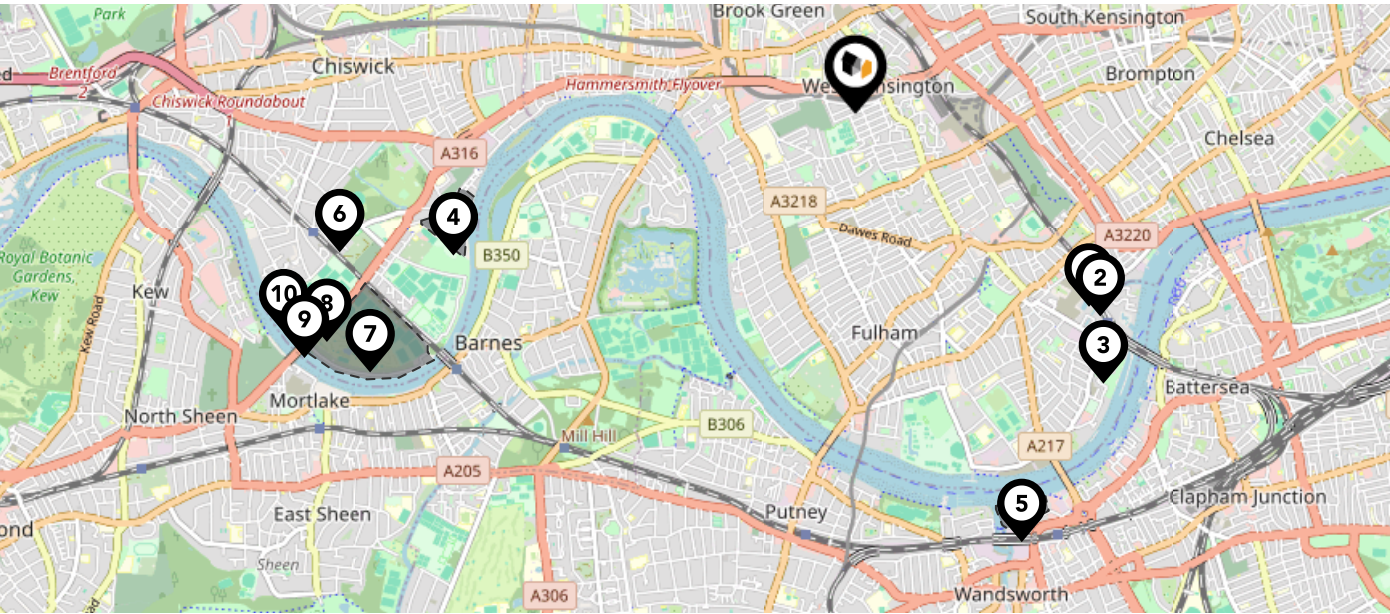 Park
Brook Green
South Kensington
Chiswick
Brentford
2
Brompton
Hammersmith Flyover
Chiswick Roundabout
1
Chelsea
A316
A3218
6
4
Dawes Road
A3220
Royal Botanic
Gardens,
Kew
B350
2
Kew
10
8
9
Kew Road
7
Fulham
Barnes
3
Battersea
Mortlake
North Sheen
B306
Mill Hill
A217
A205
Clapham Junction
5
East Sheen
Putney
Sheen
A306
Wandsworth